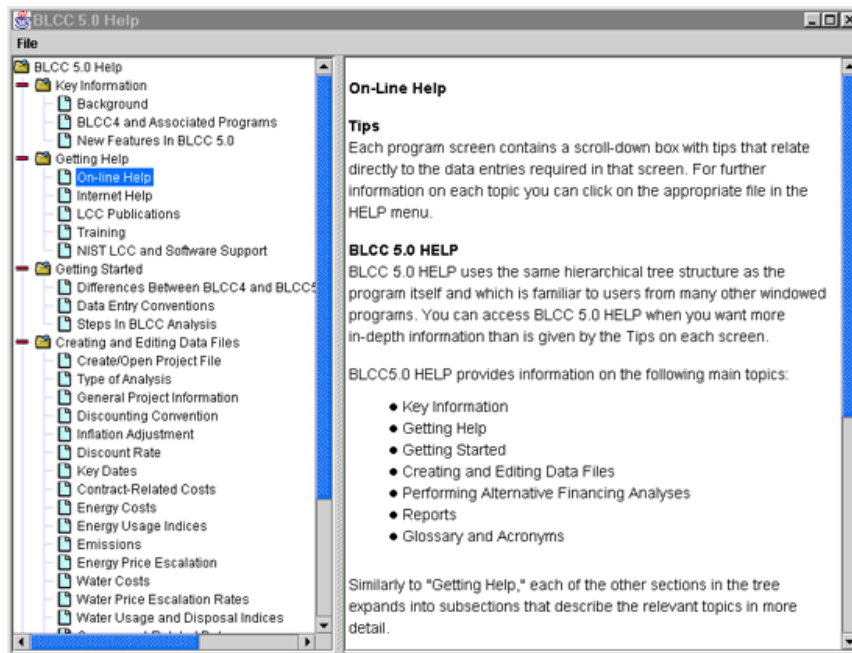 BLCC 5.0 Help
File
BLCC 5.0 Help
Key Information
Background
BLCC4 and Associated Programs
New Features In BLCC 5.0
Getting Help
On-line Help
Internet Help
LCC Publications
Training
NIST LCC and Software Support
Getting Started
Differences Between BLCC4 and BLCC5
Data Entry Conventions
Steps In BLCC Analysis
Creating and Editing Data Files
Create/Open Project File
Type of Analysis
General Project Information
Discounting Convention
Inflation Adjustment
Discount Rate
Key Dates
Contract-Related Costs
Energy Costs
Energy Usage Indices
Emissions
Energy Price Escalation
Water Costs
Water Price Escalation Rates
Water Usage and Disposal Indices
On-Line Help
Tips
Each program screen contains a scroll-down box with tips that relate
directly to the data entries required in that screen. For further
information on each topic you can click on the appropriate file in the
HELP menu.
BLCC 5.0 HELP
BLCC 5.0 HELP uses the same hierarchical tree structure as the
program itself and which is familiar to users from many other windowed
programs. You can access BLCC 5.0 HELP when you want more
in-depth information than is given by the Tips on each screen.
BLCC5.0 HELP provides information on the following main topics:
● Key Information
● Getting Help
● Getting Started
● Creating and Editing Data Files
● Performing Alternative Financing Analyses
● Reports
● Glossary and Acronyms
Similarly to "Getting Help," each of the other sections in the tree
expands into subsections that describe the relevant topics in more
detail.